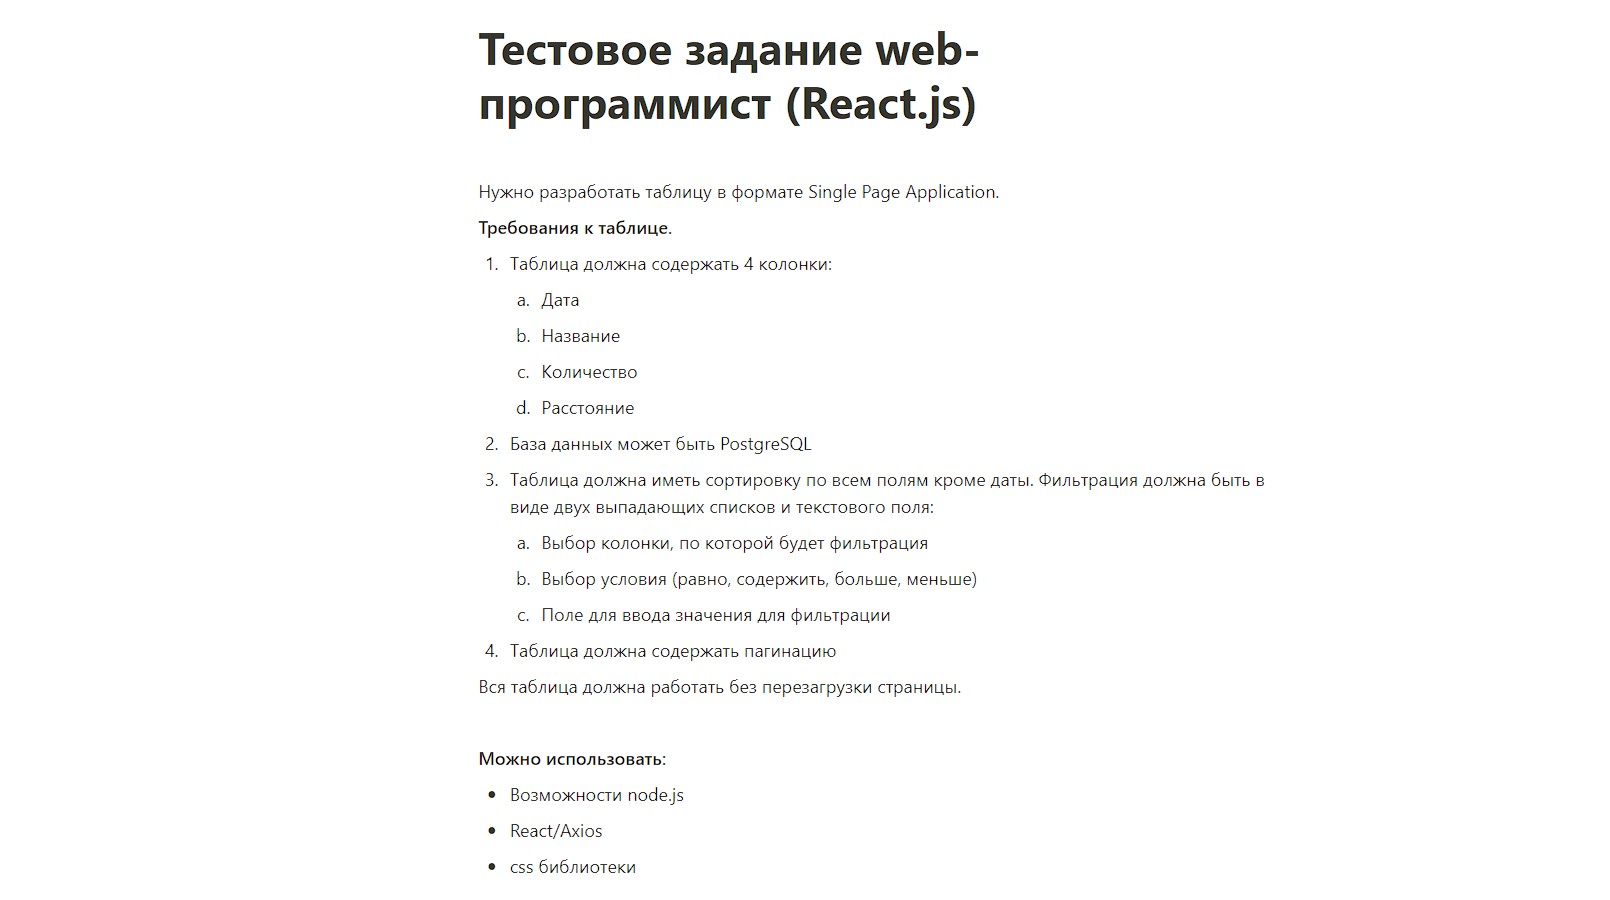 Тестовое задание web-
программист (React.js)
Нужно разработать таблицу в формате Single Page Application.
Требования к таблице.
1. Таблица должна содержать 4 колонки:
a. Дата
b. Название
c. Количество
d. Расстояние
2. База данных может быть PostgreSQL
3. Таблица должна иметь сортировку по всем полям кроме даты. Фильтрация должна быть в
виде двух выпадающих списков и текстового поля:
a. Выбор колонки, по которой будет фильтрация
b. Выбор условия (равно, содержить, больше, меньше)
c. Поле для ввода значения для фильтрации
4. Таблица должна содержать пагинацию
Вся таблица должна работать без перезагрузки страницы.
Можно использовать:
• Возможности node.js
• React/Axios
• css библиотеки